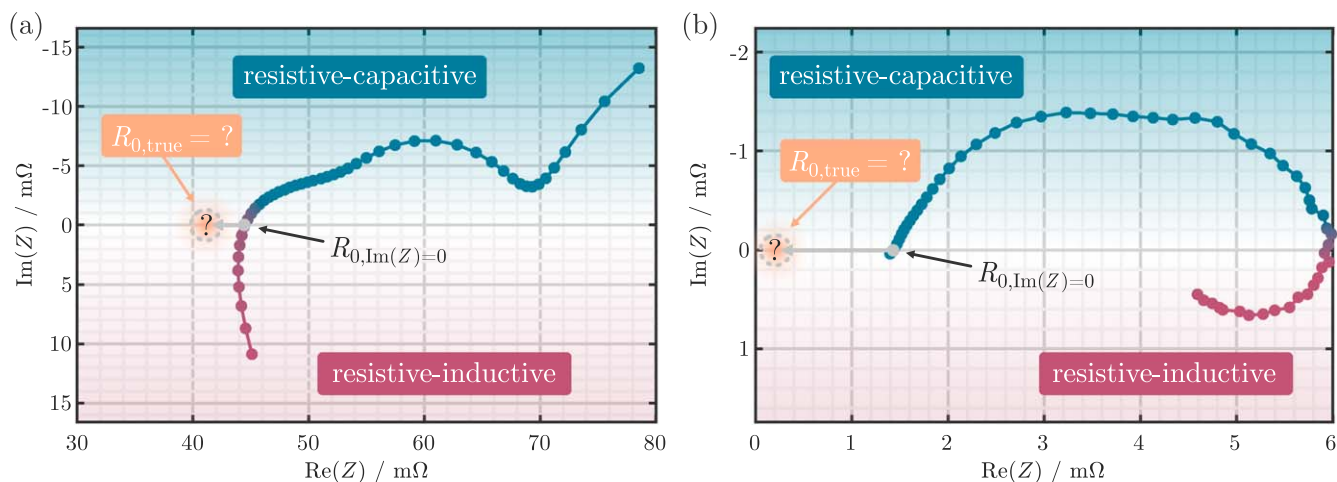 (a)
-15
-10
-5
0
5
10
15
Im(Z) / mΩ
resistive-capacitive
R0,true = ?
?
R0,Im(Z)=0
resistive-inductive
30 40 50 60 70 80
Re(Z) / mΩ
(b)
-2
-1
0
1
Im(Z) / mΩ
resistive-capacitive
R0,true = ?
?
R0,Im(Z)=0
resistive-inductive
0 1 2 3 4 5 6
Re(Z) / mΩ